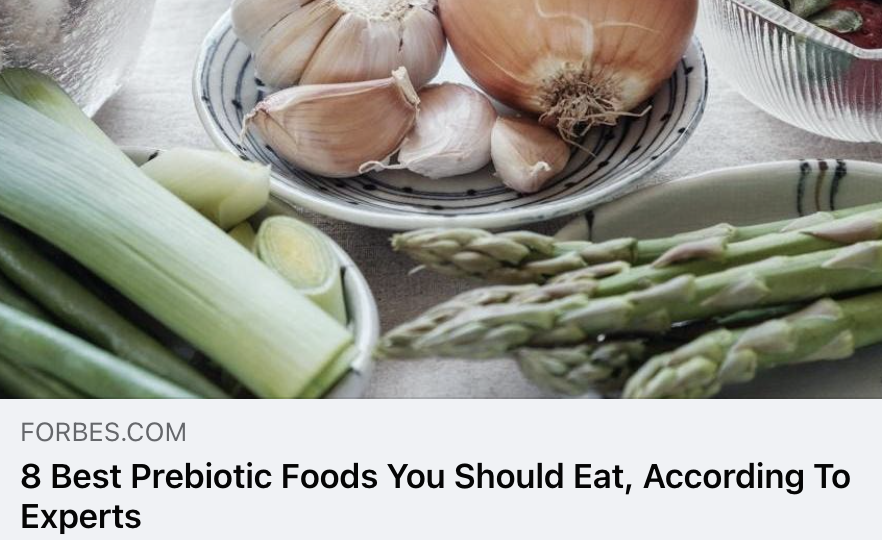 FORBES.COM
8 Best Prebiotic Foods You Should Eat, According To
Experts